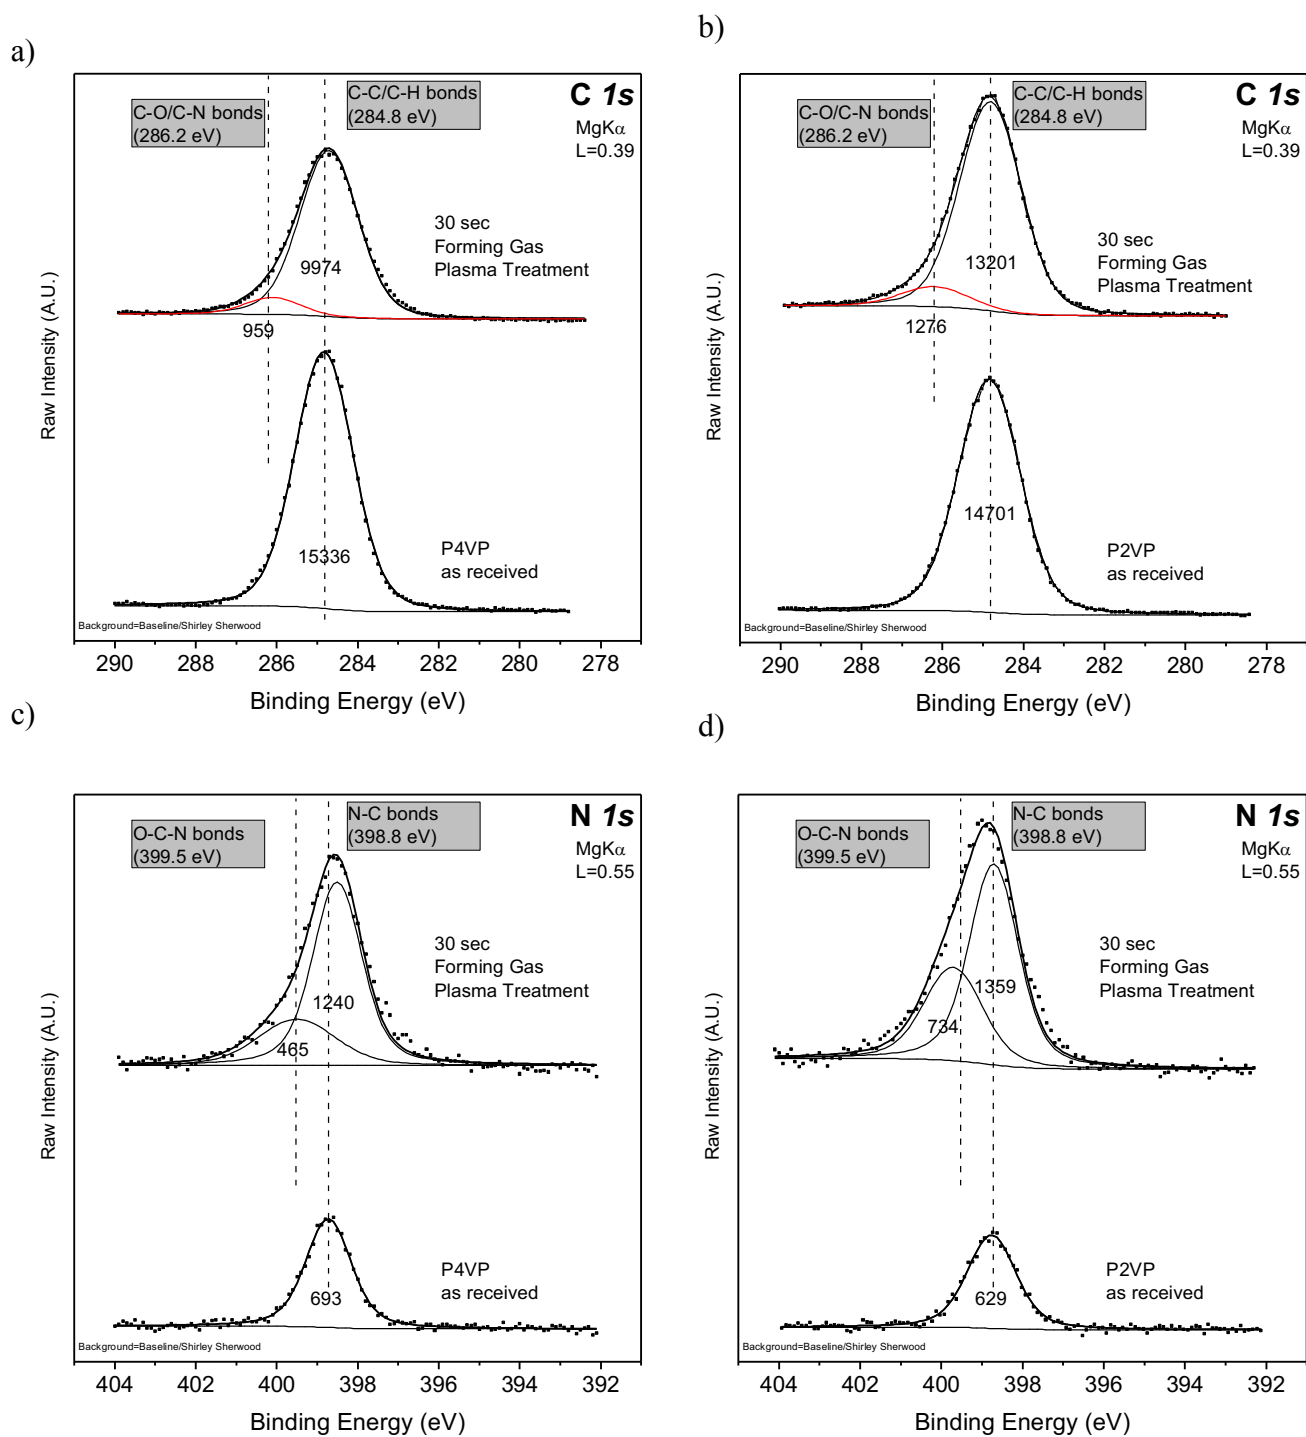 a)
C-O/C-N bonds
(286.2 eV)
C-C/C-H bonds
(284.8 eV)
C 1s
MgKα
L=0.39
30 sec
Forming Gas
Plasma Treatment
9974
959
15336
P4VP
as received
Raw Intensity (A.U.)
Background=Baseline/Shirley Sherwood
290 288 286 284 282 280 278
Binding Energy (eV)
b)
C-O/C-N bonds
(286.2 eV)
C-C/C-H bonds
(284.8 eV)
C 1s
MgKα
L=0.39
30 sec
Forming Gas
Plasma Treatment
13201
1276
14701
P2VP
as received
Raw Intensity (A.U.)
Background=Baseline/Shirley Sherwood
290 288 286 284 282 280 278
Binding Energy (eV)
c)
O-C-N bonds
(399.5 eV)
N-C bonds
(398.8 eV)
N 1s
MgKα
L=0.55
30 sec
Forming Gas
Plasma Treatment
1240
465
693
P4VP
as received
Raw Intensity (A.U.)
Background=Baseline/Shirley Sherwood
404 402 400 398 396 394 392
Binding Energy (eV)
d)
O-C-N bonds
(399.5 eV)
N-C bonds
(398.8 eV)
N 1s
MgKα
L=0.55
30 sec
Forming Gas
Plasma Treatment
1359
734
629
P2VP
as received
Raw Intensity (A.U.)
Background=Baseline/Shirley Sherwood
404 402 400 398 396 394 392
Binding Energy (eV)